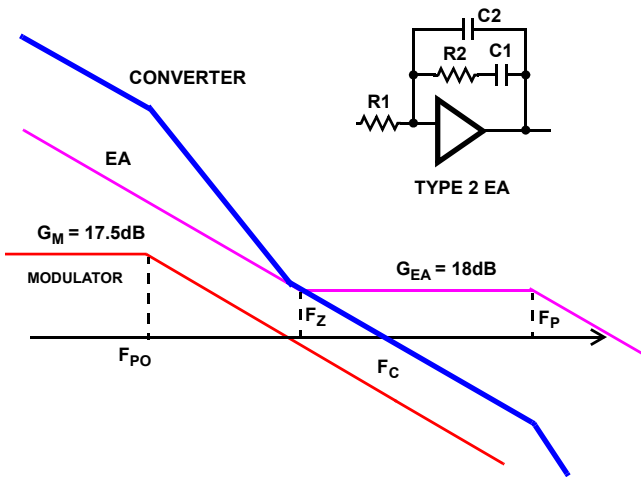 C2
R2
C1
R1
TYPE 2 EA
CONVERTER
EA
G_M = 17.5dB
MODULATOR
G_EA = 18dB
F_Z
F_P
F_PO
F_C